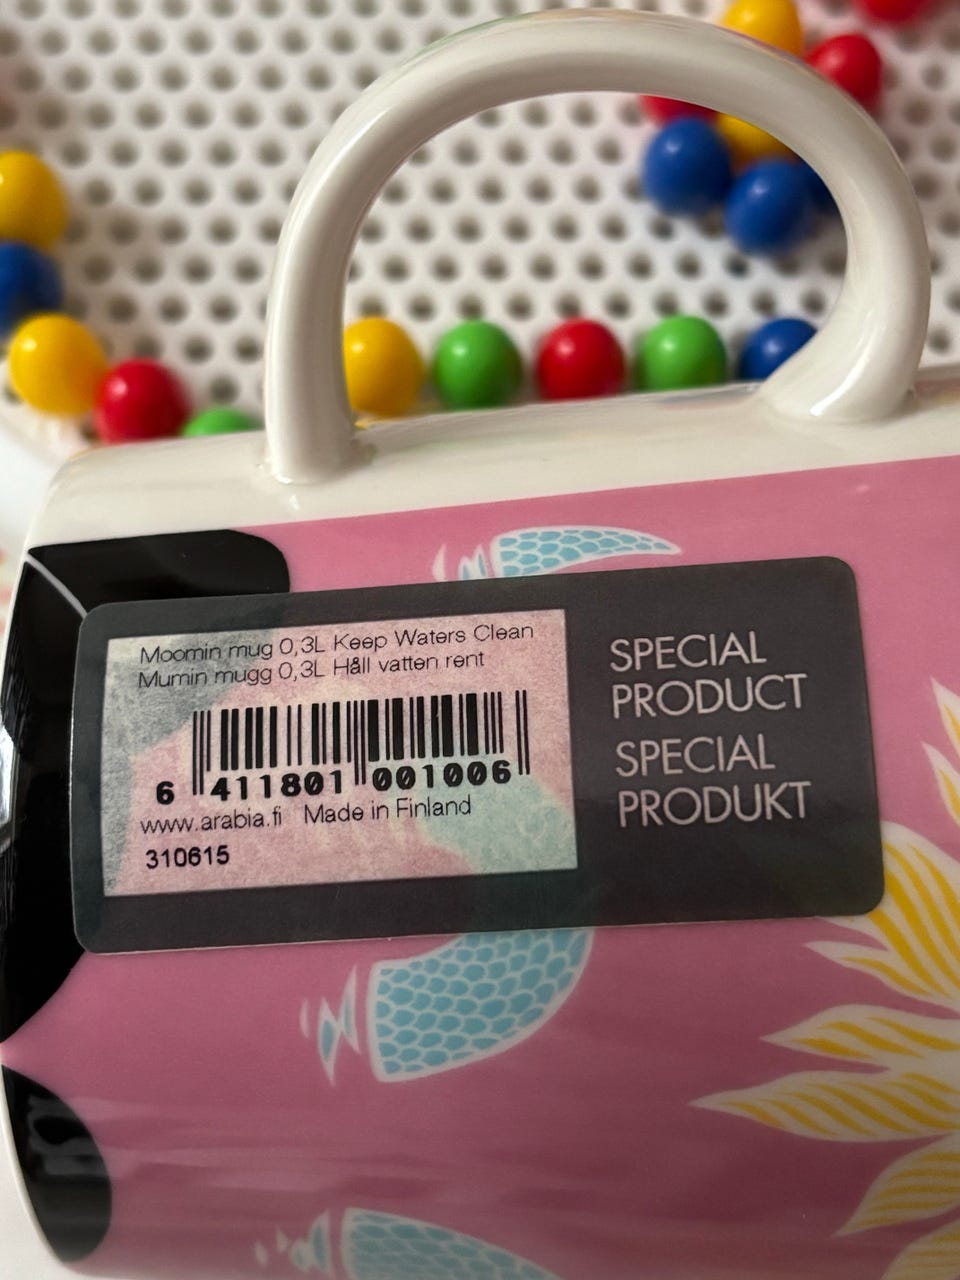 Moomin mug 0,3L Keep Waters Clean
Mumin mugg 0,3L Håll vatten rent
6 411801 001006
www.arabia.fi Made in Finland
310615
SPECIAL
PRODUCT
SPECIAL
PRODUKT